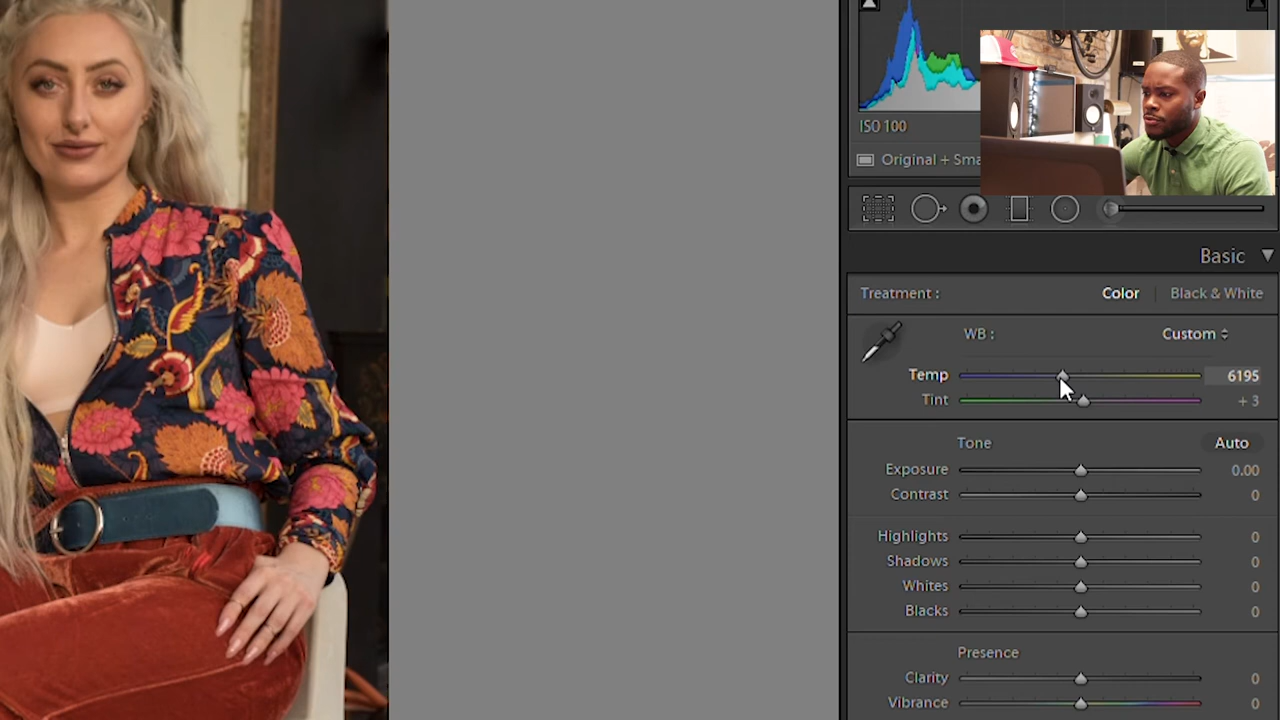 ISO 100
Original + Sma
Basic
Treatment : Color Black & White
WB : Custom
Temp 6195
Tint + 3
Tone Auto
Exposure 0.00
Contrast 0
Highlights 0
Shadows 0
Whites 0
Blacks 0
Presence
Clarity 0
Vibrance 0